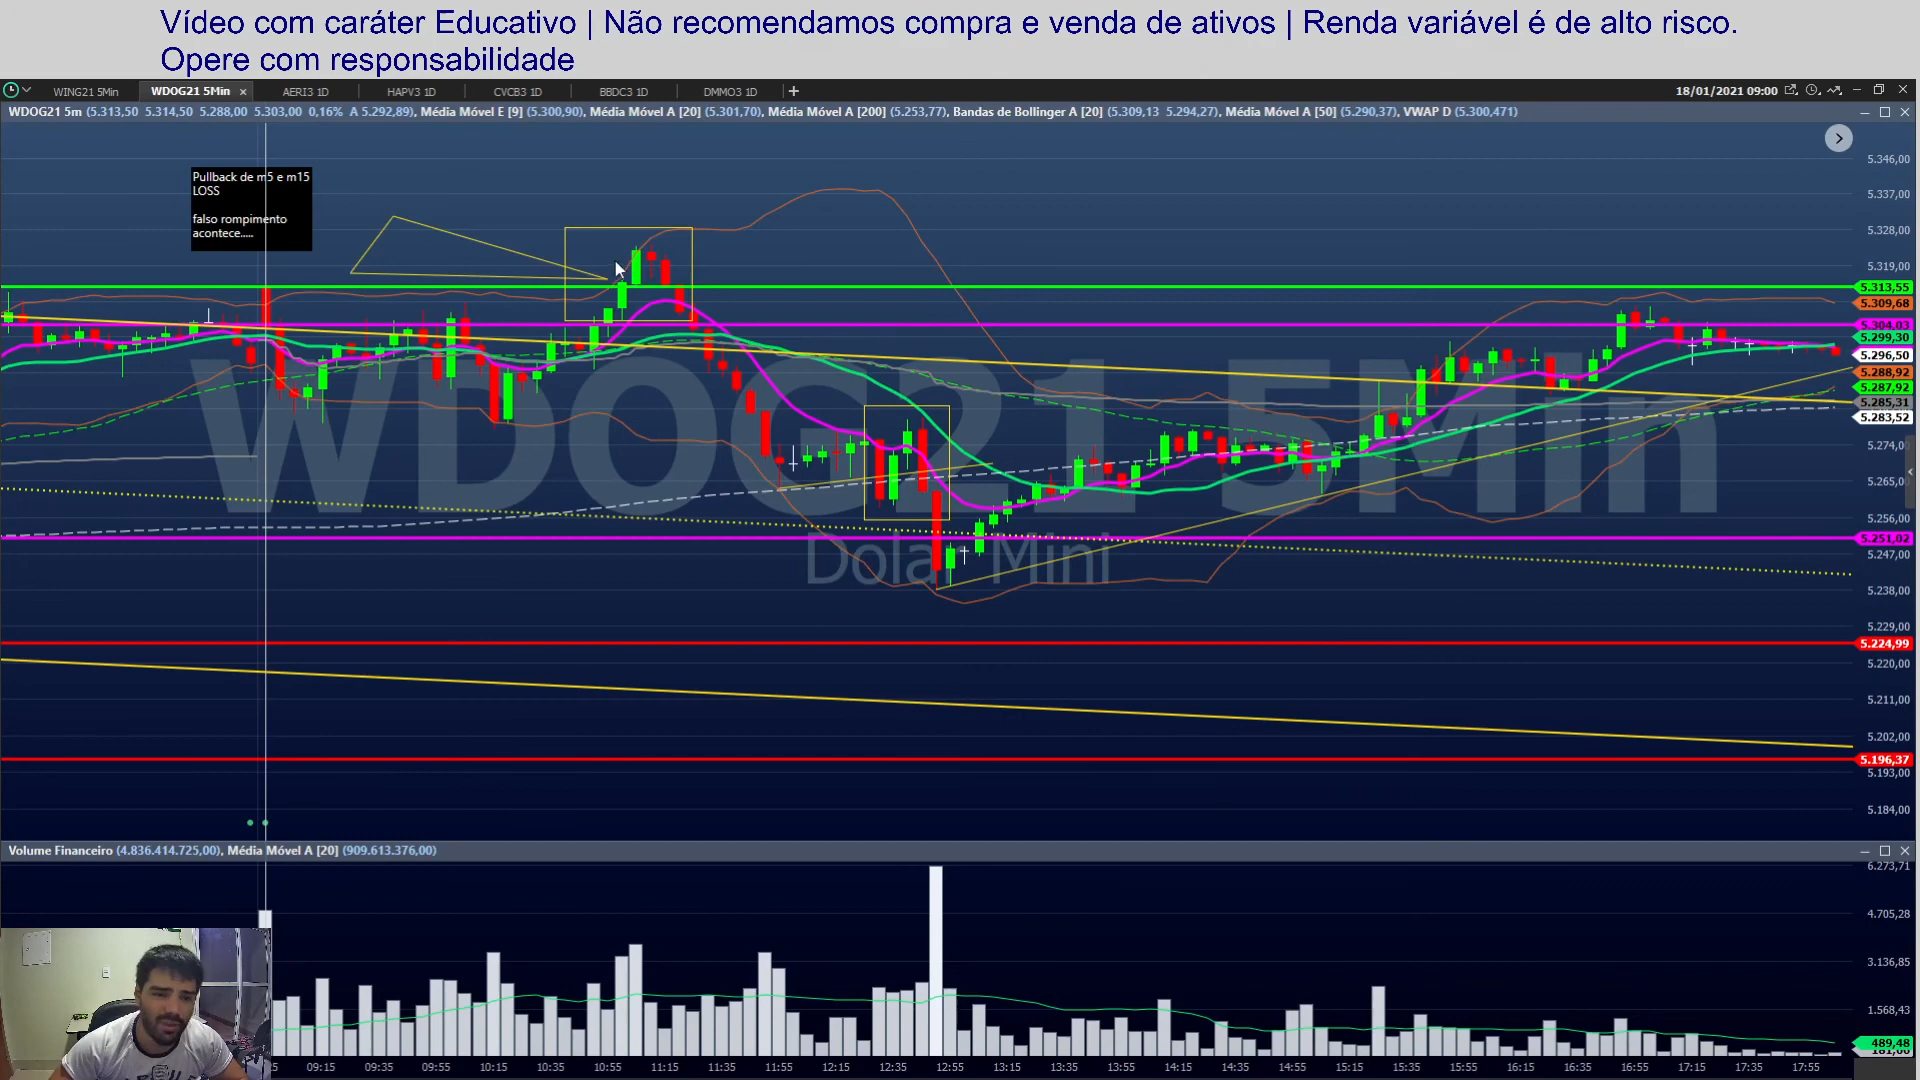 Vídeo com caráter Educativo | Não recomendamos compra e venda de ativos | Renda variável é de alto risco.
Opere com responsabilidade
WING21 5Min
WDOG21 5Min
AERI3 1D
HAPV3 1D
CVCB3 1D
BBDC3 1D
DMMO3 1D
18/01/2021 09:00
WDOG21 5m (5.313,50 5.314,50 5.288,00 5.303,00 0,16% A 5.292,89), Média Móvel E [9] (5.300,90), Média Móvel A [20] (5.301,70), Média Móvel A [200] (5.253,77), Bandas de Bollinger A [20] (5.309,13 5.294,27), Média Móvel A [50] (5.290,37), VWAP D (5.300,471)
Pullback de m5 e m15
LOSS
falso rompimento
acontece.....
WDOG21 5Min
Dolar Mini
5.346,00
5.337,00
5.328,00
5.319,00
5.313,55
5.309,68
5.304,03
5.299,30
5.296,50
5.288,92
5.287,92
5.285,31
5.283,52
5.274,00
5.265,00
5.256,00
5.251,02
5.247,00
5.238,00
5.229,00
5.224,99
5.220,00
5.211,00
5.202,00
5.196,37
5.193,00
5.184,00
Volume Financeiro (4.836.414.725,00), Média Móvel A [20] (909.613.376,00)
6.273,71
4.705,28
3.136,85
1.568,43
489,48
09:15 09:35 09:55 10:15 10:35 10:55 11:15 11:35 11:55 12:15 12:35 12:55 13:15 13:35 13:55 14:15 14:35 14:55 15:15 15:35 15:55 16:15 16:35 16:55 17:15 17:35 17:55